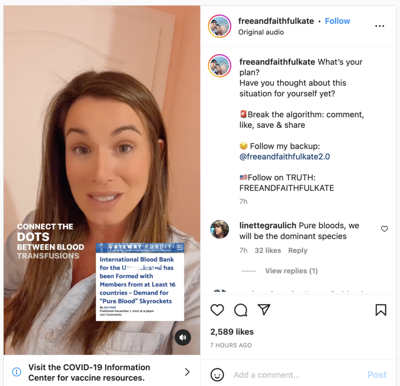 freeandfaithfulkate • Follow
Original audio
freeandfaithfulkate What's your
plan?
Have you thought about this
situation for yourself yet?
🚨Break the algorithm: comment,
like, save & share
😉 Follow my backup:
@freeandfaithfulkate2.0
🇺🇸Follow on TRUTH:
FREEANDFAITHFULKATE
7h
linettegraulich Pure bloods, we
will be the dominant species
7h 32 likes Reply
View replies (1)
2,589 likes
7 HOURS AGO
Add a comment...
Post
CONNECT THE
DOTS
BETWEEN BLOOD
TRANSFUSIONS
GATEWAY PUNDIT
International Blood Bank
for the has
been Formed with
Members from at Least 16
countries – Demand for
"Pure Blood" Skyrockets
Visit the COVID-19 Information
Center for vaccine resources.